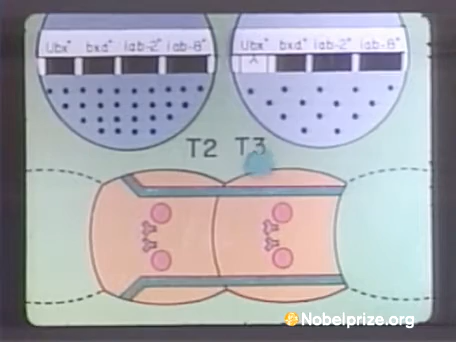 Ubx⁺ bxd⁺ iab-2⁺ iab-8⁺
Ubx⁺ bxd⁺ iab-2⁺ iab-8⁺
T2 T3
Nobelprize.org